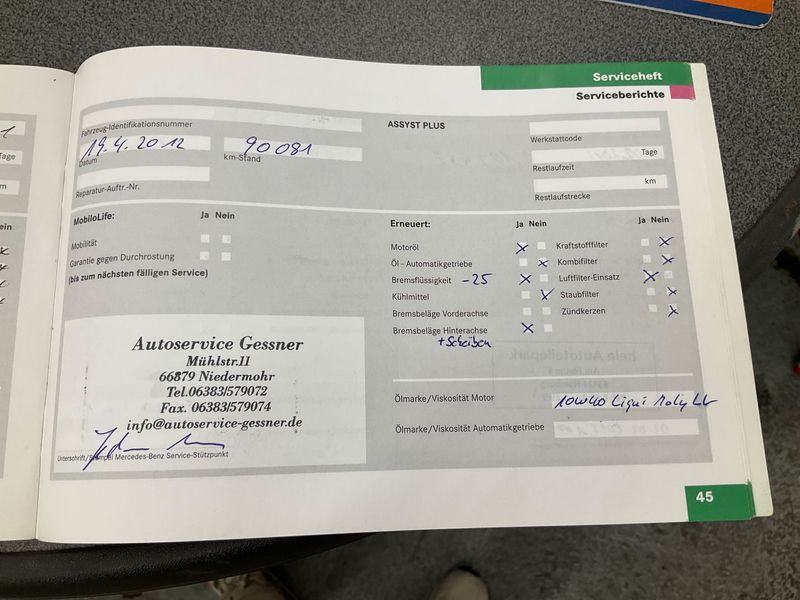 Serviceheft
Serviceberichte
Fahrzeug-Identifikationsnummer
19.4.2012
Datum
90081
km-Stand
Reparatur-Auftr.-Nr.
ASSYST PLUS
Werkstattcode
Tage
Restlaufzeit
km
Restlaufstrecke
MobiloLife:
Ja Nein
Mobilität
Garantie gegen Durchrostung
(bis zum nächsten fälligen Service)
Erneuert:
Ja Nein
Ja Nein
Motoröl
Öl - Automatikgetriebe
Bremsflüssigkeit -25
Kühlmittel
Bremsbeläge Vorderachse
Bremsbeläge Hinterachse
+ Scheiben
Kraftstofffilter
Kombifilter
Luftfilter-Einsatz
Staubfilter
Zündkerzen
Ölmarke/Viskosität Motor
10W40 Liqui Moly
Ölmarke/Viskosität Automatikgetriebe
Autoservice Gessner
Mühlstr.11
66879 Niedermohr
Tel.06383/579072
Fax. 06383/579074
info@autoservice-gessner.de
Unterschrift/Stempel Mercedes-Benz Service-Stützpunkt
45
Tage
m
ein